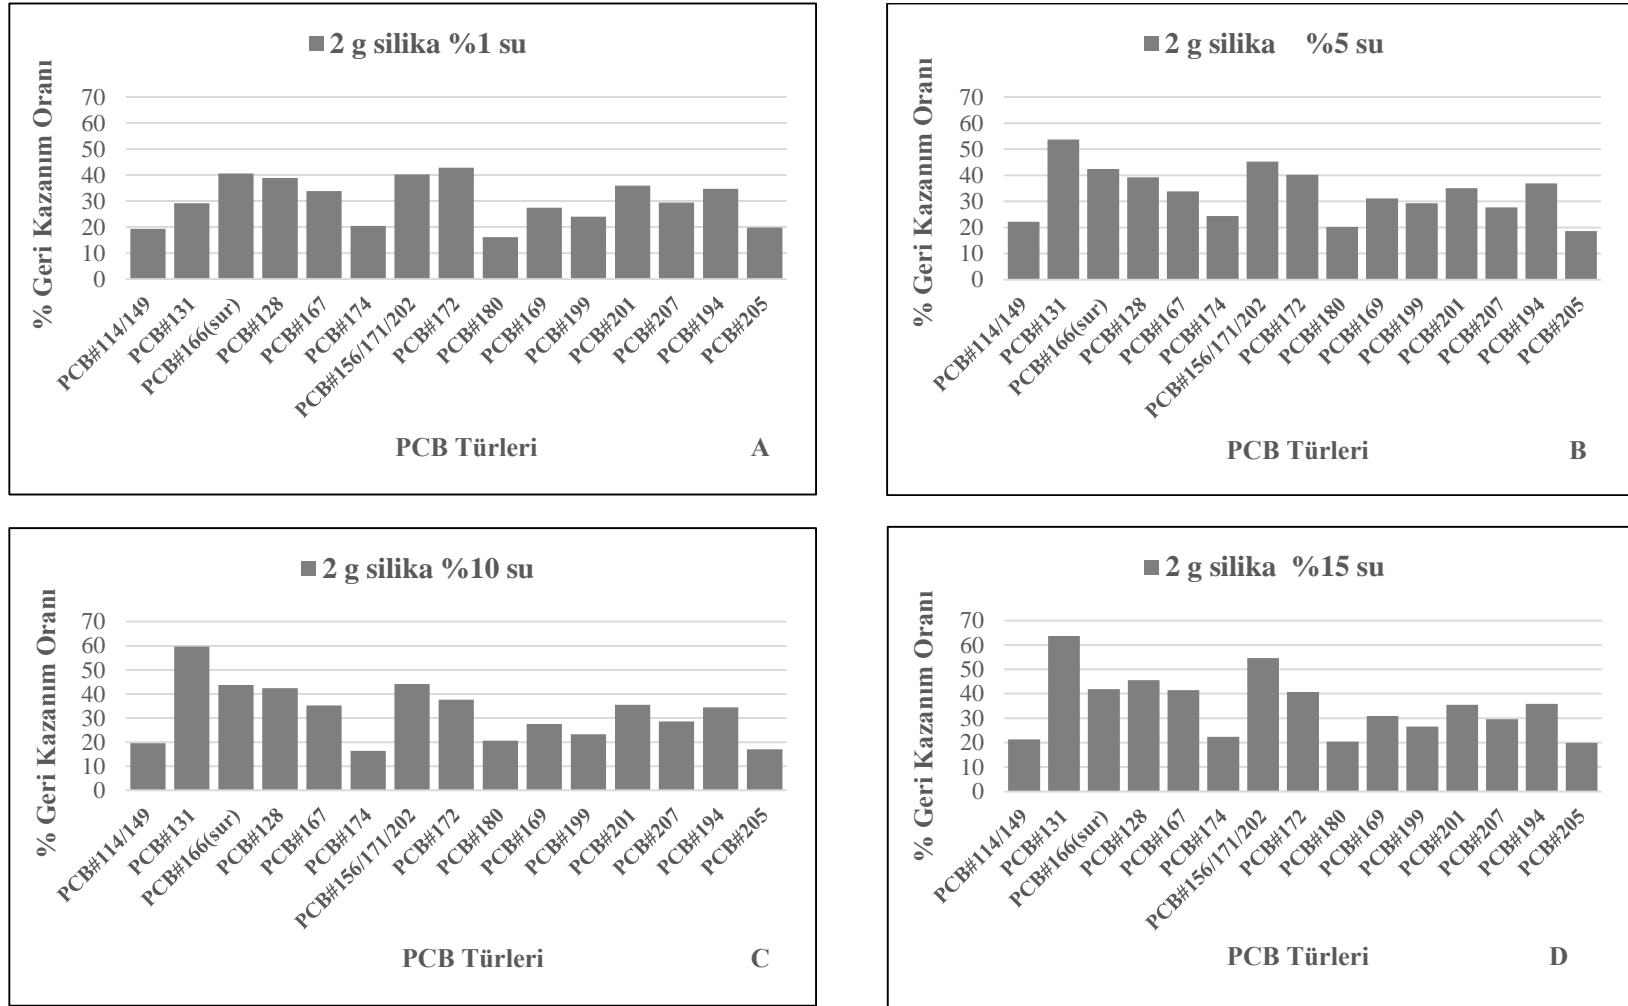 2 g silika %1 su
% Geri Kazanım Oranı
70
60
50
40
30
20
10
0
PCB#114/149
PCB#131
PCB#166(sur)
PCB#128
PCB#167
PCB#174
PCB#156/171/202
PCB#172
PCB#180
PCB#169
PCB#199
PCB#201
PCB#207
PCB#194
PCB#205
PCB Türleri
A
2 g silika %5 su
% Geri Kazanım Oranı
70
60
50
40
30
20
10
0
PCB#114/149
PCB#131
PCB#166(sur)
PCB#128
PCB#167
PCB#174
PCB#156/171/202
PCB#172
PCB#180
PCB#169
PCB#199
PCB#201
PCB#207
PCB#194
PCB#205
PCB Türleri
B
2 g silika %10 su
% Geri Kazanım Oranı
70
60
50
40
30
20
10
0
PCB#114/149
PCB#131
PCB#166(sur)
PCB#128
PCB#167
PCB#174
PCB#156/171/202
PCB#172
PCB#180
PCB#169
PCB#199
PCB#201
PCB#207
PCB#194
PCB#205
PCB Türleri
C
2 g silika %15 su
% Geri Kazanım Oranı
70
60
50
40
30
20
10
0
PCB#114/149
PCB#131
PCB#166(sur)
PCB#128
PCB#167
PCB#174
PCB#156/171/202
PCB#172
PCB#180
PCB#169
PCB#199
PCB#201
PCB#207
PCB#194
PCB#205
PCB Türleri
D